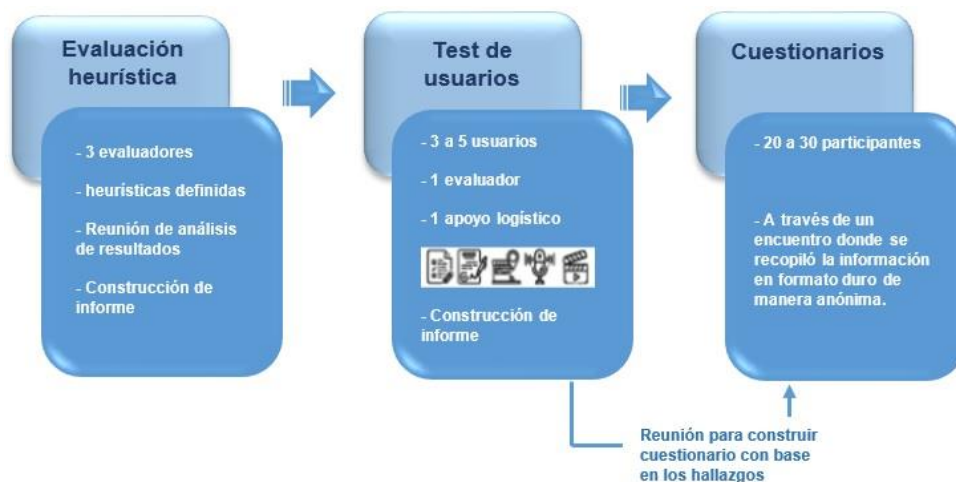 Evaluación
heurística
- 3 evaluadores
- heurísticas definidas
- Reunión de análisis
de resultados
- Construcción de
informe
Test de
usuarios
- 3 a 5 usuarios
- 1 evaluador
- 1 apoyo logístico
- Construcción de
informe
Cuestionarios
- 20 a 30 participantes
- A través de un
encuentro donde se
recopiló la información
en formato duro de
manera anónima.
Reunión para construir
cuestionario con base
en los hallazgos